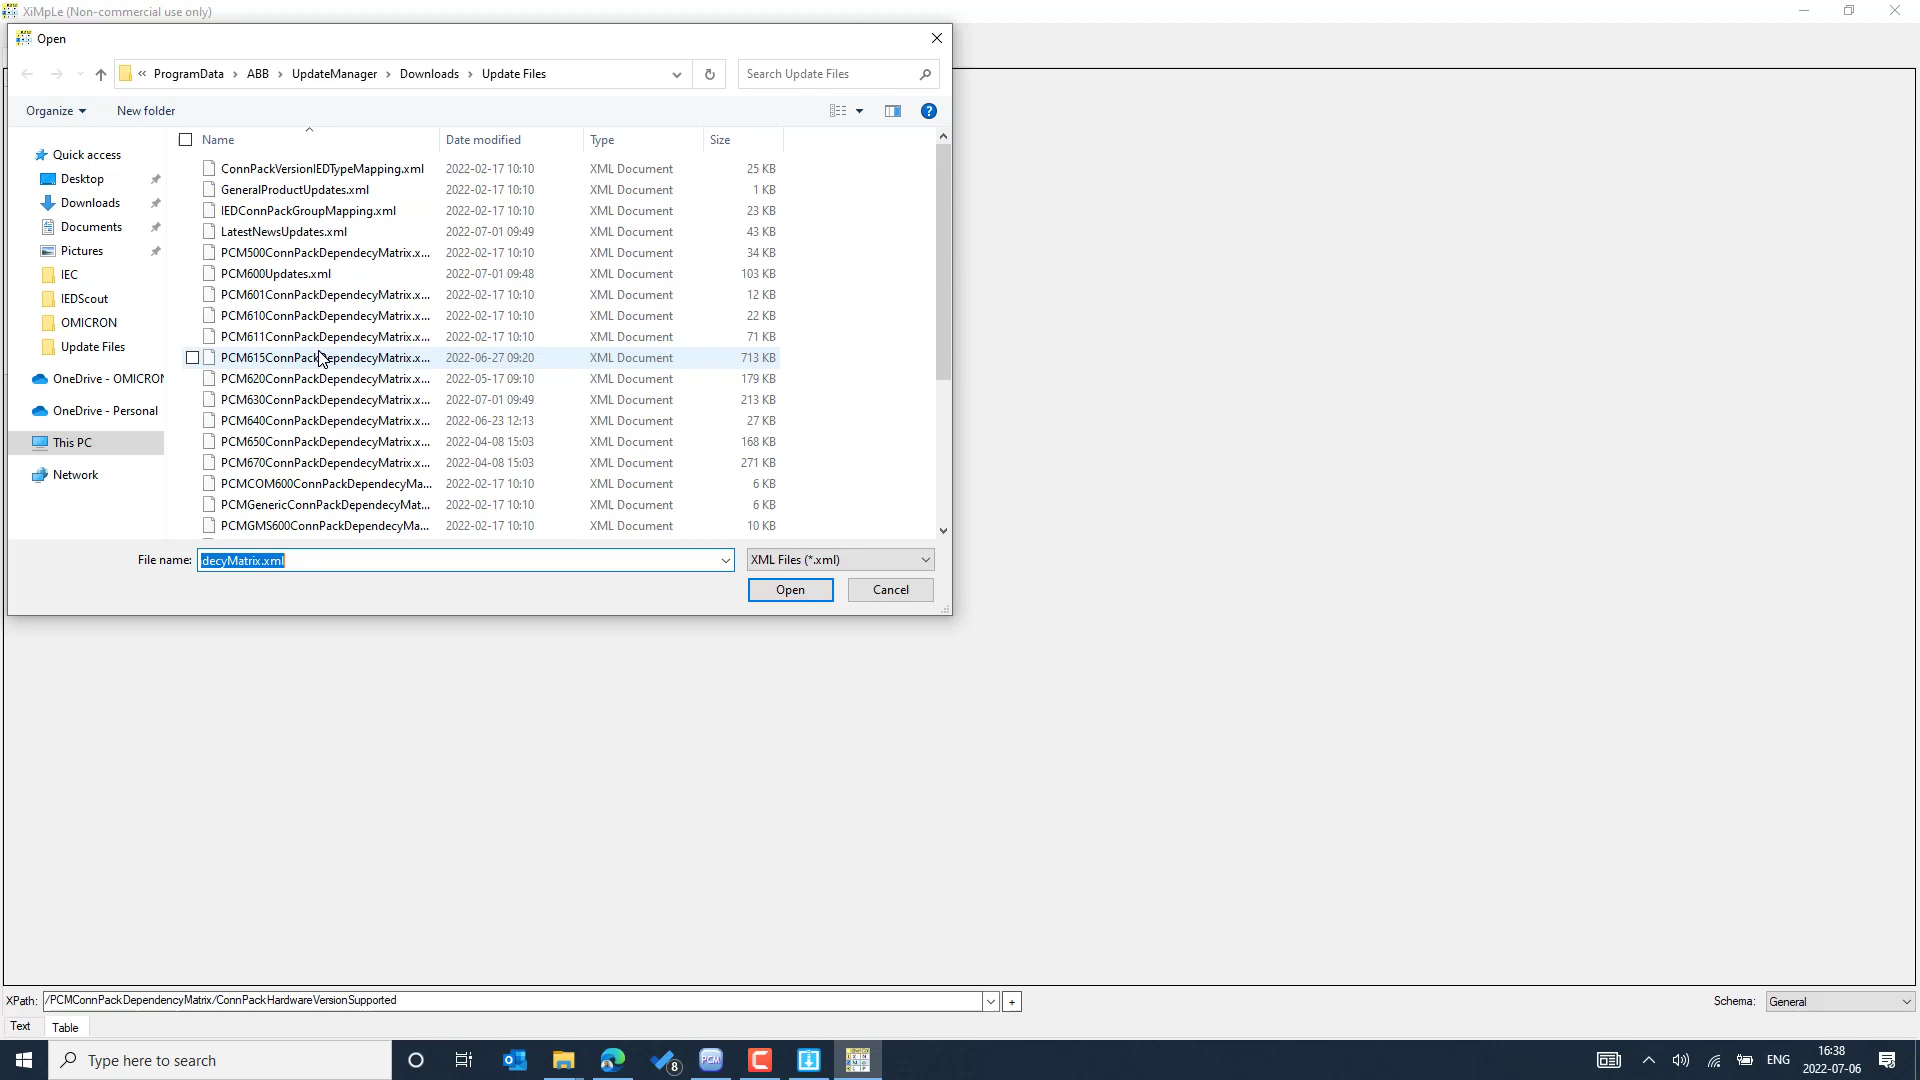 XiMpLe (Non-commercial use only)
Open
« ProgramData › ABB › UpdateManager › Downloads › Update Files
Search Update Files
Organize
New folder
Name Date modified Type Size
Quick access
Desktop
Downloads
Documents
Pictures
IEC
IEDScout
OMICRON
Update Files
OneDrive - OMICRON
OneDrive - Personal
This PC
Network
ConnPackVersionIEDTypeMapping.xml 2022-02-17 10:10 XML Document 25 KB
GeneralProductUpdates.xml 2022-02-17 10:10 XML Document 1 KB
IEDConnPackGroupMapping.xml 2022-02-17 10:10 XML Document 23 KB
LatestNewsUpdates.xml 2022-07-01 09:49 XML Document 43 KB
PCM500ConnPackDependecyMatrix.x... 2022-02-17 10:10 XML Document 34 KB
PCM600Updates.xml 2022-07-01 09:48 XML Document 103 KB
PCM601ConnPackDependecyMatrix.x... 2022-02-17 10:10 XML Document 12 KB
PCM610ConnPackDependecyMatrix.x... 2022-02-17 10:10 XML Document 22 KB
PCM611ConnPackDependecyMatrix.x... 2022-02-17 10:10 XML Document 71 KB
PCM615ConnPackDependecyMatrix.x... 2022-06-27 09:20 XML Document 713 KB
PCM620ConnPackDependecyMatrix.x... 2022-05-17 09:10 XML Document 179 KB
PCM630ConnPackDependecyMatrix.x... 2022-07-01 09:49 XML Document 213 KB
PCM640ConnPackDependecyMatrix.x... 2022-06-23 12:13 XML Document 27 KB
PCM650ConnPackDependecyMatrix.x... 2022-04-08 15:03 XML Document 168 KB
PCM670ConnPackDependecyMatrix.x... 2022-04-08 15:03 XML Document 271 KB
PCMCOM600ConnPackDependecyMa... 2022-02-17 10:10 XML Document 6 KB
PCMGenericConnPackDependecyMat... 2022-02-17 10:10 XML Document 6 KB
PCMGMS600ConnPackDependecyMa... 2022-02-17 10:10 XML Document 10 KB
File name: decyMatrix.xml
XML Files (*.xml)
Open
Cancel
XPath: /PCMConnPackDependencyMatrix/ConnPackHardwareVersionSupported
+
Schema: General
Text
Table
Type here to search
8
PCM
ENG
16:38
2022-07-06